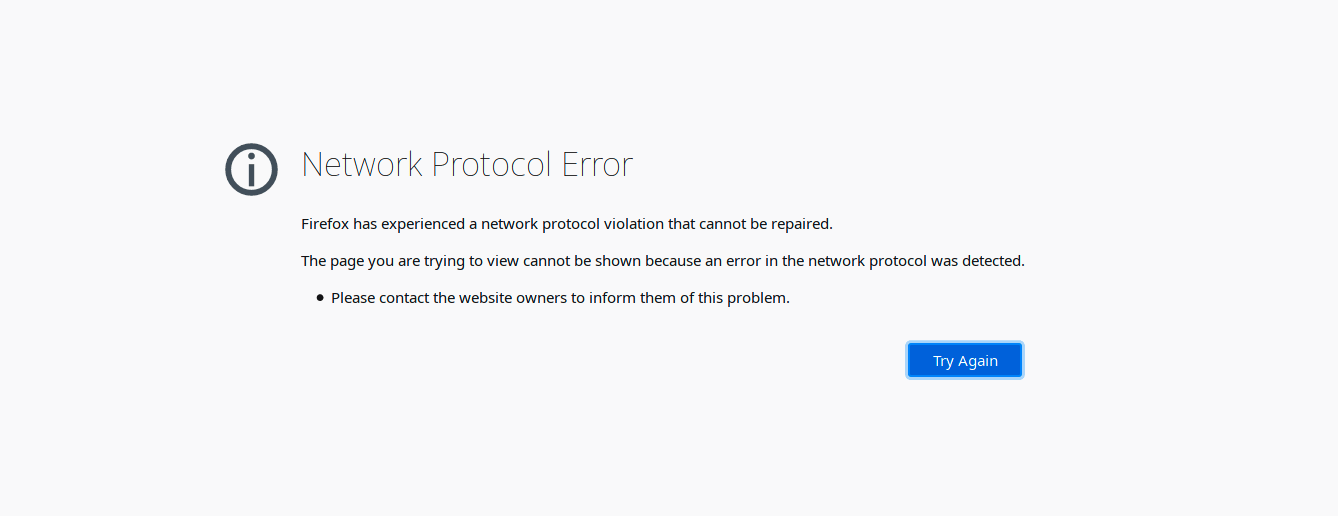 Network Protocol Error
Firefox has experienced a network protocol violation that cannot be repaired.
The page you are trying to view cannot be shown because an error in the network protocol was detected.
• Please contact the website owners to inform them of this problem.
Try Again